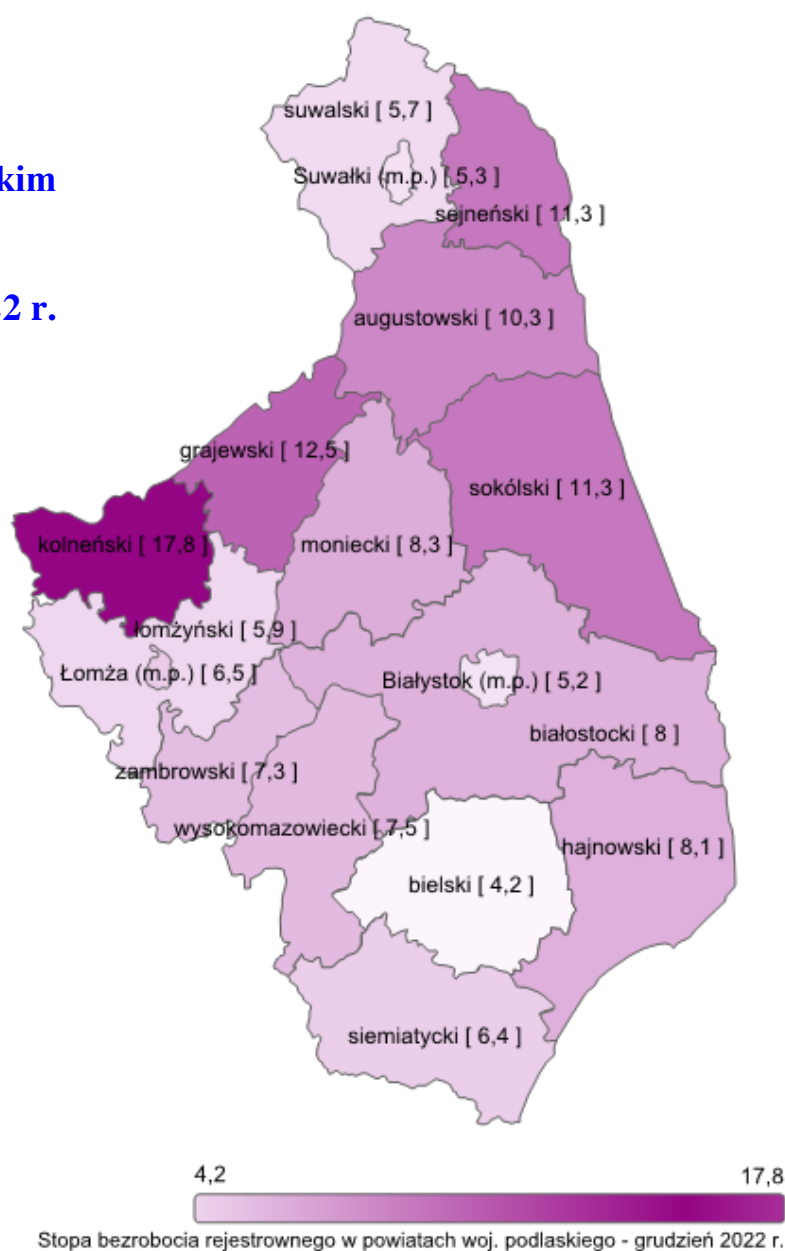 kim
2 r.
suwalski [ 5,7 ]
Suwałki (m.p.) [ 5,3 ]
sejneński [ 11,3 ]
augustowski [ 10,3 ]
grajewski [ 12,5 ]
sokólski [ 11,3 ]
kolneński [ 17,8 ]
moniecki [ 8,3 ]
łomżyński [ 5,9 ]
Łomża (m.p.) [ 6,5 ]
Białystok (m.p.) [ 5,2 ]
białostocki [ 8 ]
zambrowski [ 7,3 ]
wysokomazowiecki [ 7,5 ]
hajnowski [ 8,1 ]
bielski [ 4,2 ]
siemiatycki [ 6,4 ]
4,2 17,8
Stopa bezrobocia rejestrownego w powiatach woj. podlaskiego - grudzień 2022 r.